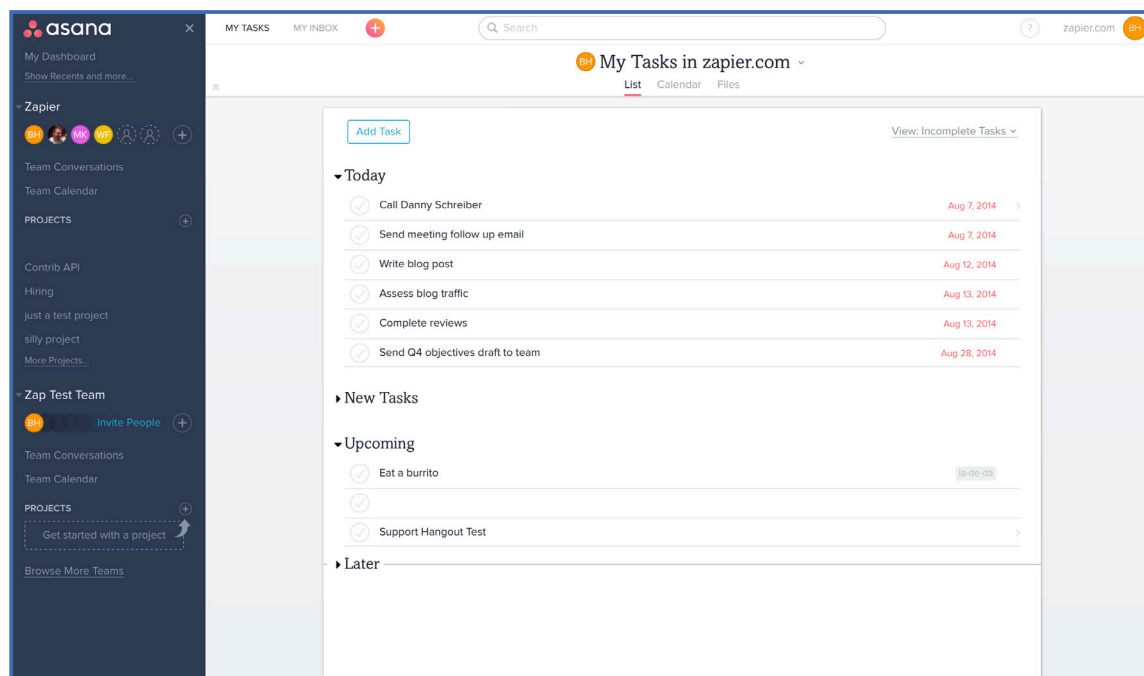 asana
×
MY TASKS
MY INBOX
+
Search
?
zapier.com
BH
My Dashboard
Show Recents and more...
Zapier
BH
MK
WF
+
Team Conversations
Team Calendar
PROJECTS
+
Contrib API
Hiring
just a test project
silly project
More Projects...
Zap Test Team
BH
Invite People
+
Team Conversations
Team Calendar
PROJECTS
+
Get started with a project
Browse More Teams
BH My Tasks in zapier.com
List Calendar Files
Add Task
View: Incomplete Tasks
Today
Call Danny Schreiber Aug 7, 2014
Send meeting follow up email Aug 7, 2014
Write blog post Aug 12, 2014
Assess blog traffic Aug 13, 2014
Complete reviews Aug 13, 2014
Send Q4 objectives draft to team Aug 28, 2014
New Tasks
Upcoming
Eat a burrito la-de-da
Support Hangout Test
Later